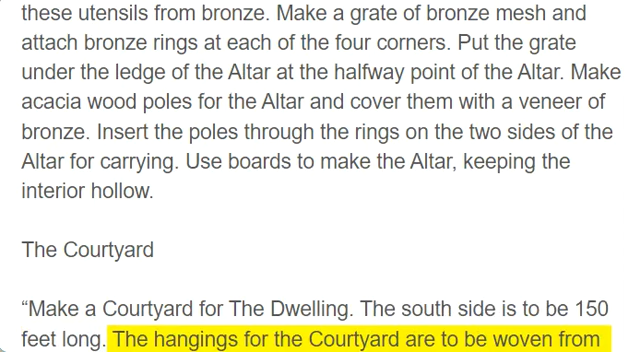 these utensils from bronze. Make a grate of bronze mesh and
attach bronze rings at each of the four corners. Put the grate
under the ledge of the Altar at the halfway point of the Altar. Make
acacia wood poles for the Altar and cover them with a veneer of
bronze. Insert the poles through the rings on the two sides of the
Altar for carrying. Use boards to make the Altar, keeping the
interior hollow.
The Courtyard
“Make a Courtyard for The Dwelling. The south side is to be 150
feet long. The hangings for the Courtyard are to be woven from